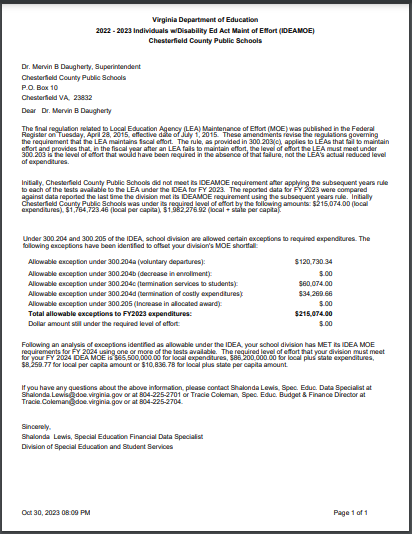 Virginia Department of Education
2022 - 2023 Individuals w/Disability Ed Act Maint of Effort (IDEAMOE)
Chesterfield County Public Schools
Dr. Mervin B Daugherty, Superintendent
Chesterfield County Public Schools
P.O. Box 10
Chesterfield VA, 23832
Dear Dr. Mervin B Daugherty
The final regulation related to Local Education Agency (LEA) Maintenance of Effort (MOE) was published in the Federal
Register on Tuesday, April 28, 2015, effective date of July 1, 2015. These amendments revise the regulations governing
the requirement that LEA maintains fiscal effort. The rule, as provided in 300.203(c), applies to LEAs that fail to maintain
effort and provides that, in the fiscal year after an LEA fails to maintain effort, the level of effort the LEA must meet under
300.203 is the level of effort that would have been required in the absence of that failure, not the LEA's actual reduced level
of expenditures.
Initially, Chesterfield County Public Schools did not meet its IDEAMOE requirement after applying the subsequent years rule
to each of the tests available to the LEA under the IDEA for FY 2023. The reported data for FY 2023 were compared
against data reported the last time the division met its IDEAMOE requirement using the subsequent years rule. Initially
Chesterfield County Public Schools was under its required level of effort by the following amounts: $215,074.00 (local
expenditures), $1,764,723.46 (local per capita), $1,982,276.92 (local + state per capita).
Under 300.204 and 300.205 of the IDEA, school division are allowed certain exceptions to required expenditures. The
following exceptions have been identified to offset your division's MOE shortfall:
Allowable exception under 300.204a (voluntary departures): $120,730.34
Allowable exception under 300.204b (decrease in enrollment): $.00
Allowable exception under 300.204c (termination services to students): $60,074.00
Allowable exception under 300.204d (termination of costly expenditures): $34,269.66
Allowable exception under 300.205 (Increase in allocated award): $.00
Total allowable exceptions to FY2023 expenditures: $215,074.00
Dollar amount still under the required level of effort: $.00
Following an analysis of exceptions identified as allowable under the IDEA, your school division has MET its IDEA MOE
requirements for FY 2024 using one or more of the tests available. The required level of effort that your division must meet
for your FY 2024 IDEA MOE is $65,500,000.00 for local expenditures, $86,200,000.00 for local plus state expenditures,
$8,259.77 for local per capita amount or $10,836.78 for local plus state per capita amount.
If you have any questions about the above information, please contact Shalonda Lewis, Spec. Educ. Data Specialist at
Shalonda.Lewis@doe.virginia.gov or at 804-225-2701 or Tracie Coleman, Spec. Educ. Budget & Finance Director at
Tracie.Coleman@doe.virginia.gov or at 804-225-2704.
Sincerely,
Shalonda Lewis, Special Education Financial Data Specialist
Division of Special Education and Student Services
Oct 30, 2023 08:09 PM Page 1 of 1